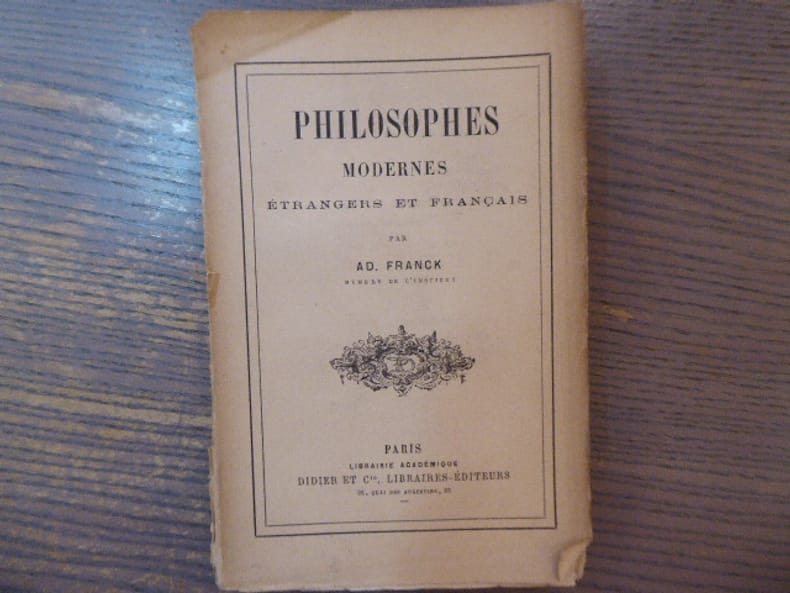 PHILOSOPHES
MODERNES
ÉTRANGERS ET FRANÇAIS
PAR
AD. FRANCK
MEMBRE DE L'INSTITUT
PARIS
LIBRAIRIE ACADÉMIQUE
DIDIER ET Cie, LIBRAIRES-ÉDITEURS
QUAI DES AUGUSTINS, 35